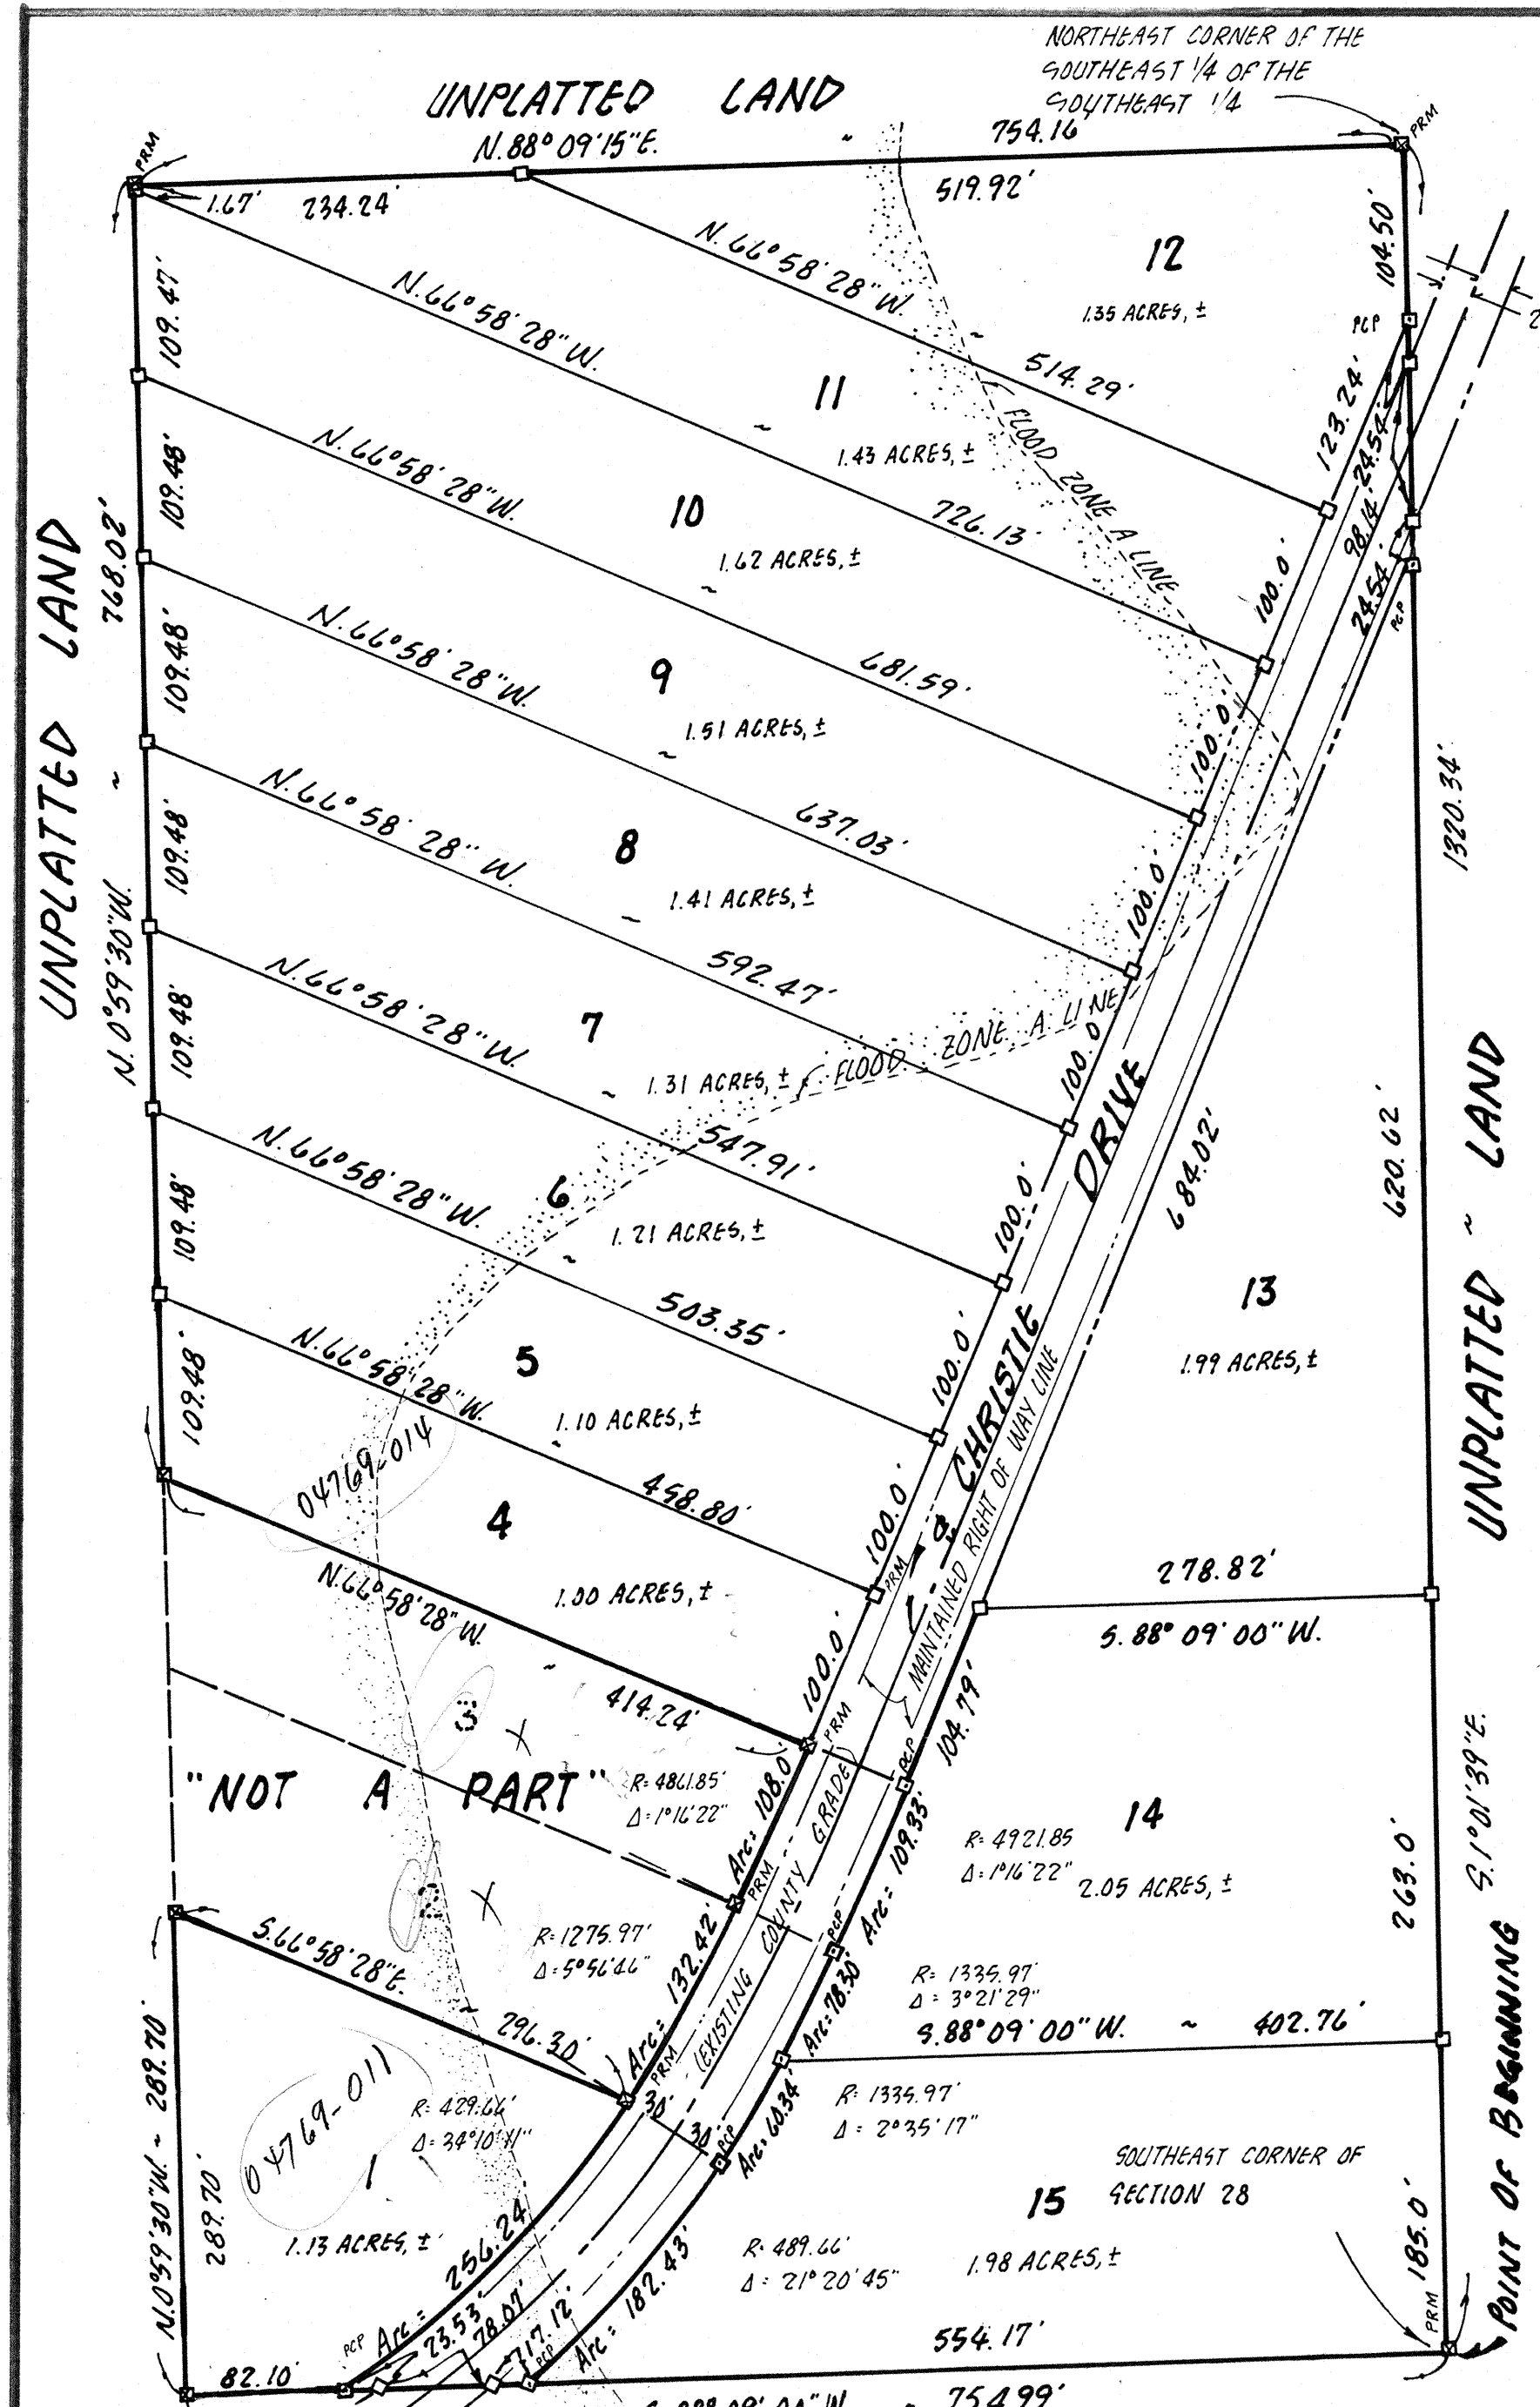 NORTHEAST CORNER OF THE
SOUTHEAST 1/4 OF THE
SOUTHEAST 1/4
UNPLATTED LAND
N. 88° 09' 15" E. ~ 754.16
PRM
PRM
1.67' 234.24'
519.92'
104.50'
N. 66° 58' 28" W. ~ 514.29'
12
1.35 ACRES, ±
PCP
123.24'
24.54'
98.14'
24.54'
PCP
109.47'
N. 66° 58' 28" W. ~ 726.13'
11
1.43 ACRES, ±
FLOOD ZONE A LINE
100.0'
109.48'
N. 66° 58' 28" W. ~ 681.59'
10
1.62 ACRES, ±
100.0'
UNPLATTED LAND
N. 0° 59' 30" W. ~ 768.02'
109.48'
N. 66° 58' 28" W. ~ 637.03'
9
1.51 ACRES, ±
100.0'
1320.34'
109.48'
N. 66° 58' 28" W. ~ 592.47'
8
1.41 ACRES, ±
100.0'
109.48'
N. 66° 58' 28" W. ~ 547.91'
7
1.31 ACRES, ±
FLOOD ZONE A LINE
100.0'
109.48'
N. 66° 58' 28" W. ~ 503.35'
6
1.21 ACRES, ±
100.0'
CHRISTIE DRIVE
MAINTAINED RIGHT OF WAY LINE
684.02'
620.62'
13
1.99 ACRES, ±
UNPLATTED ~ LAND
109.48'
N. 66° 58' 28" W. ~ 458.80'
5
1.10 ACRES, ±
100.0'
04769-014
4
1.00 ACRES, ±
PRM
100.0'
N. 66° 58' 28" W. ~ 414.24'
278.82'
S. 88° 09' 00" W.
PRM
PCP
104.79'
3
"NOT A PART"
R= 4861.85'
Δ= 1° 16' 22"
Arc= 108.0'
PRM
(EXISTING COUNTY GRADE)
Arc= 109.33'
R= 4921.85
Δ= 1° 16' 22"
14
2.05 ACRES, ±
263.0'
S. 1° 01' 39" E.
2
R= 1275.97'
Δ= 5° 56' 46"
Arc= 132.42'
PRM
PCP
Arc= 78.30'
R= 1335.97'
Δ= 3° 21' 29"
S. 88° 09' 00" W. ~ 402.76'
S. 66° 58' 28" E. ~ 296.30'
30'
30'
PCP
Arc= 60.34'
R= 1335.97'
Δ= 2° 35' 17"
N. 0° 59' 30" W. ~ 289.70'
289.70'
04769-011
R= 429.66'
Δ= 34° 10' 11"
1
1.13 ACRES, ±
Arc= 256.24'
SOUTHEAST CORNER OF
SECTION 28
15
1.98 ACRES, ±
R= 489.66'
Δ= 21° 20' 45"
Arc= 182.43'
185.0'
PRM
POINT OF BEGINNING
PCP
23.53'
78.07'
PCP
82.10'
554.17'
754.99'